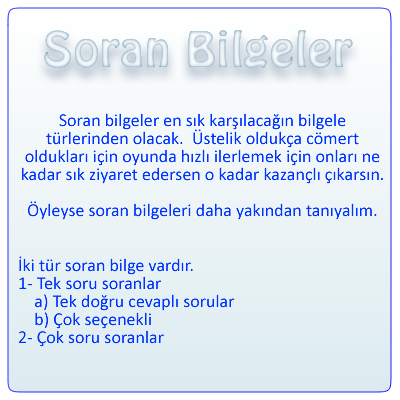 Soran Bilgeler
Soran bilgeler en sık karşılacağın bilgele
türlerinden olacak.  Üstelik oldukça cömert
oldukları için oyunda hızlı ilerlemek için onları ne
kadar sık ziyaret edersen o kadar kazançlı çıkarsın.
Öyleyse soran bilgeleri daha yakından tanıyalım.
İki tür soran bilge vardır.
1- Tek soru soranlar
a) Tek doğru cevaplı sorular
b) Çok seçenekli
2- Çok soru soranlar